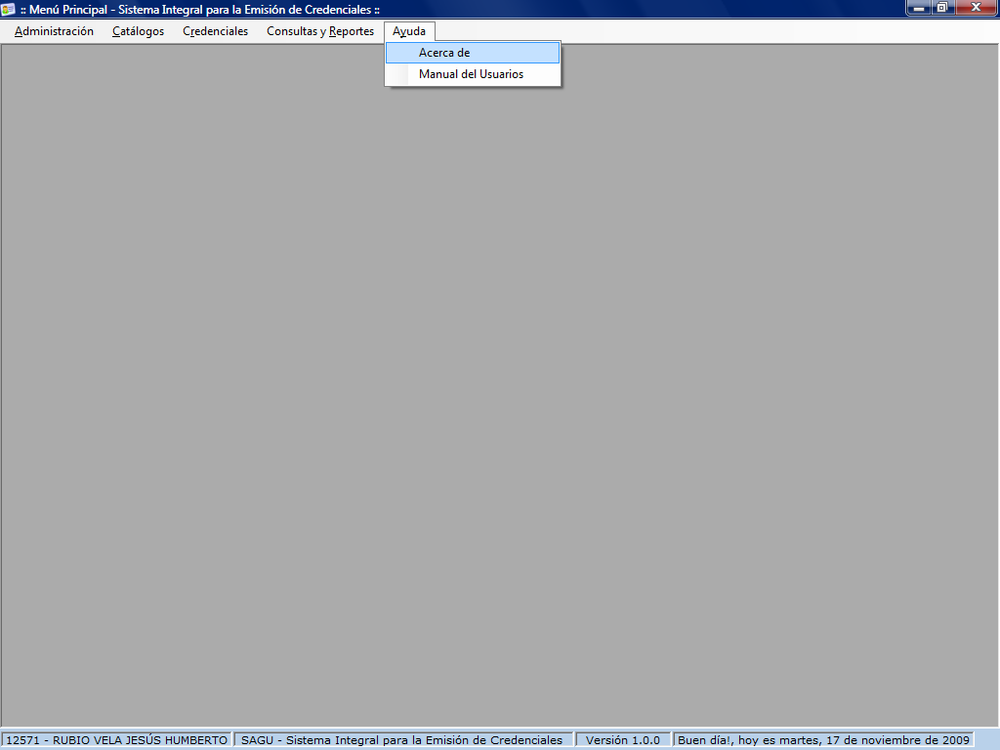 :: Menú Principal - Sistema Integral para la Emisión de Credenciales ::
Administración Catálogos Credenciales Consultas y Reportes Ayuda
Acerca de
Manual del Usuarios
12571 - RUBIO VELA JESÚS HUMBERTO SAGU - Sistema Integral para la Emisión de Credenciales Versión 1.0.0 Buen día!, hoy es martes, 17 de noviembre de 2009